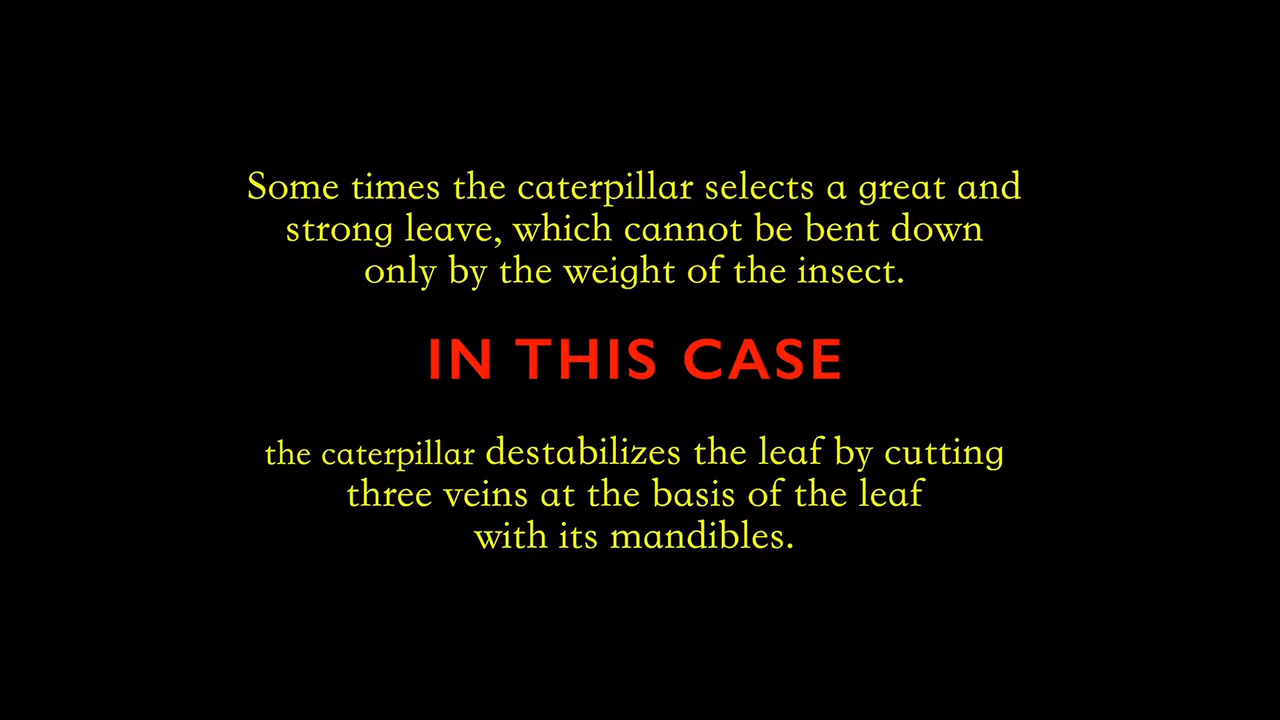 Some times the caterpillar selects a great and
strong leave, which cannot be bent down
only by the weight of the insect.
IN THIS CASE
the caterpillar destabilizes the leaf by cutting
three veins at the basis of the leaf
with its mandibles.